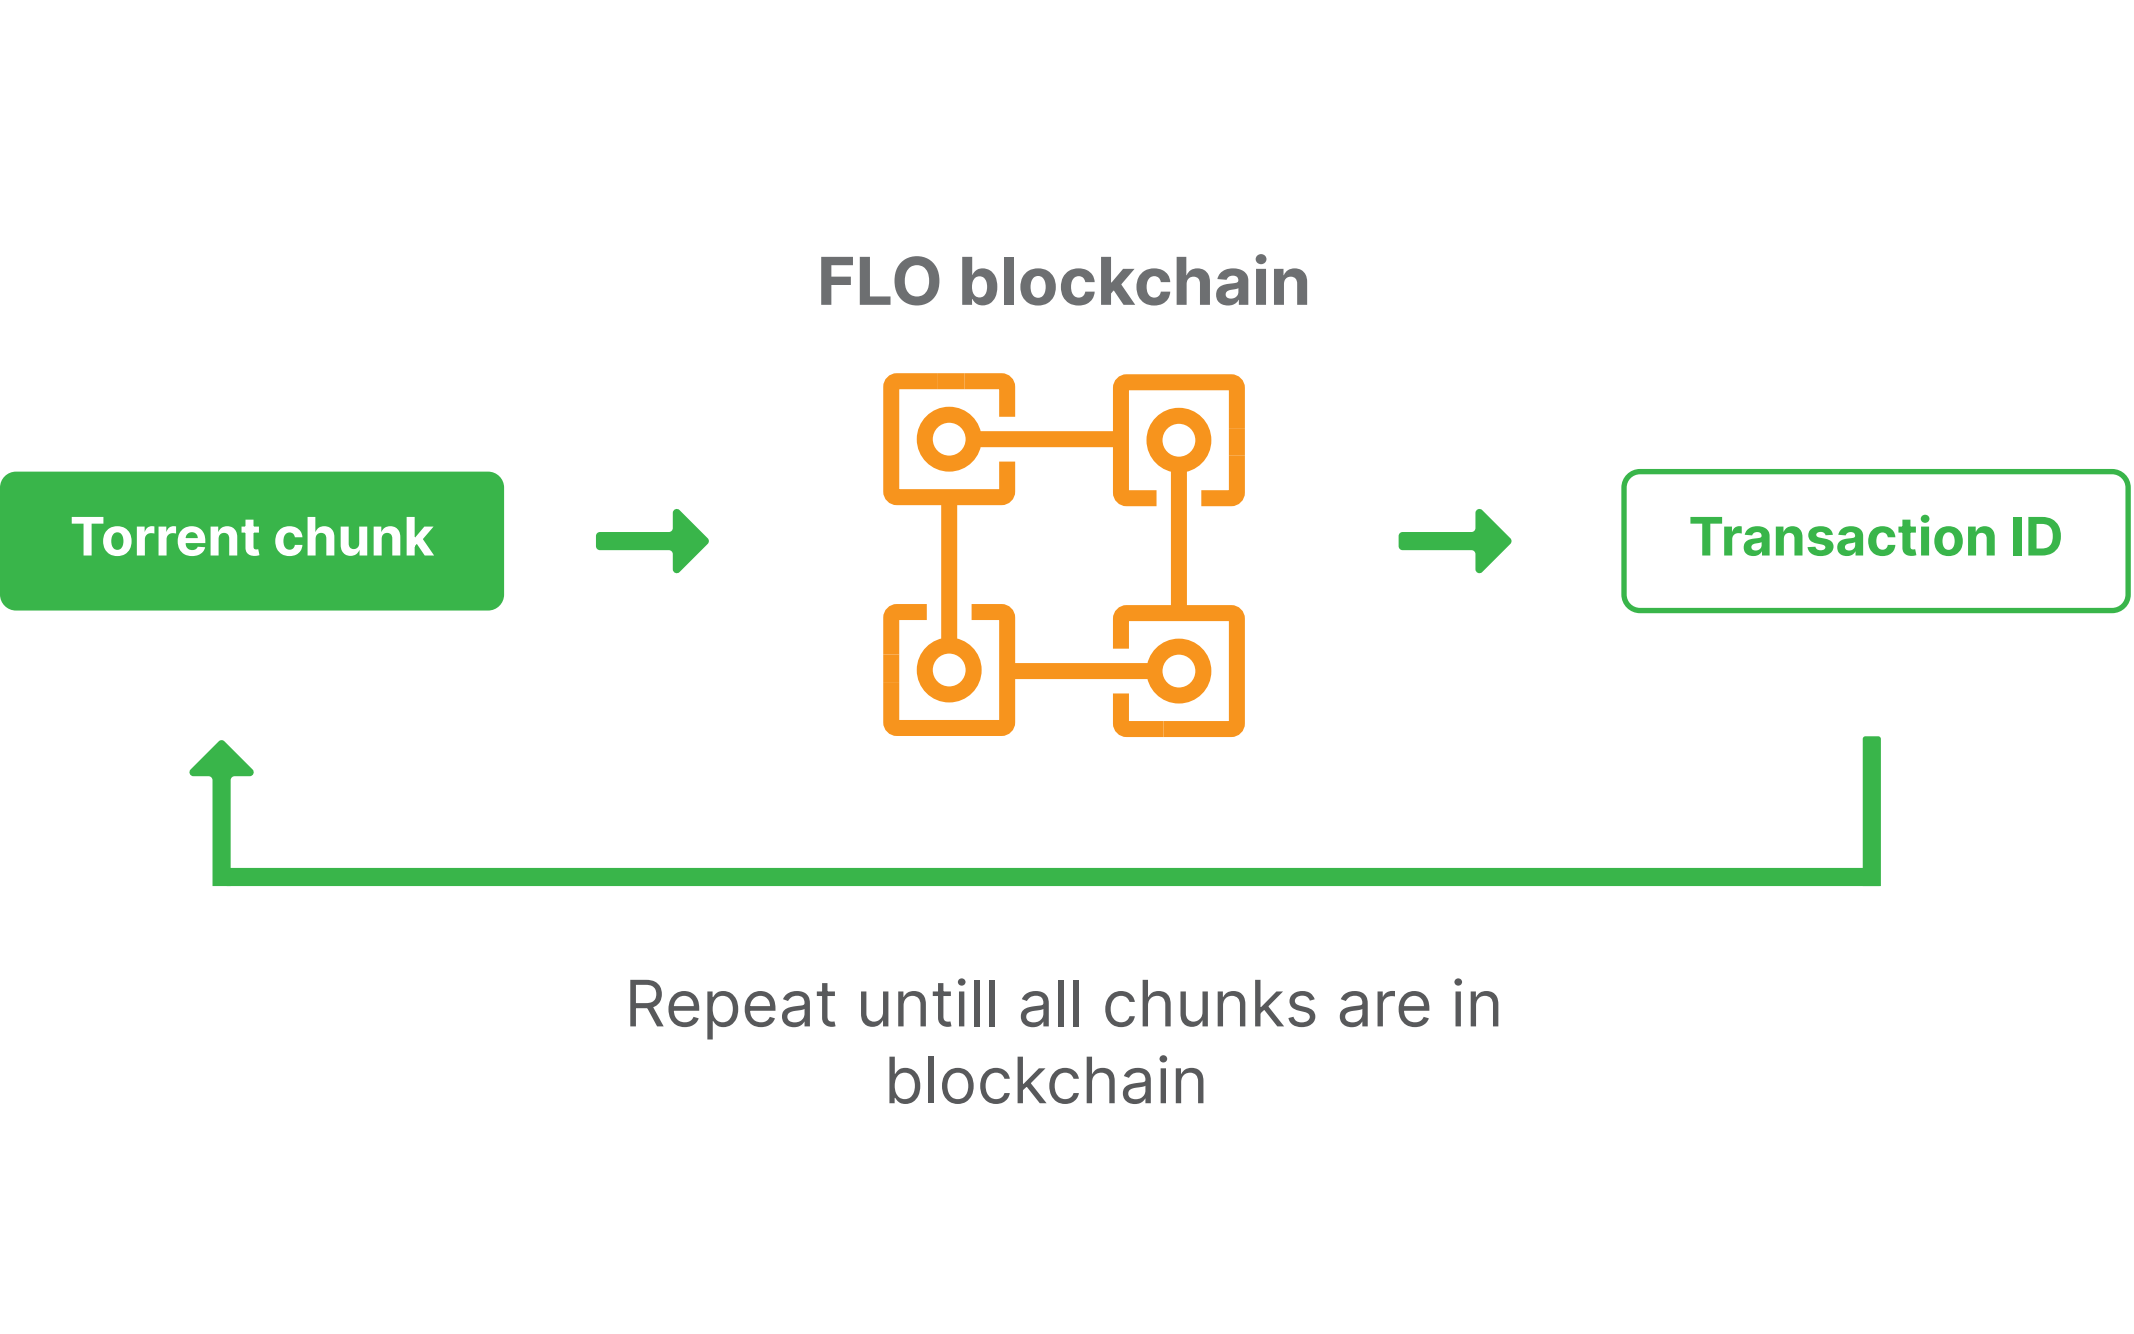 FLO blockchain
Torrent chunk
Transaction ID
Repeat untill all chunks are in
blockchain